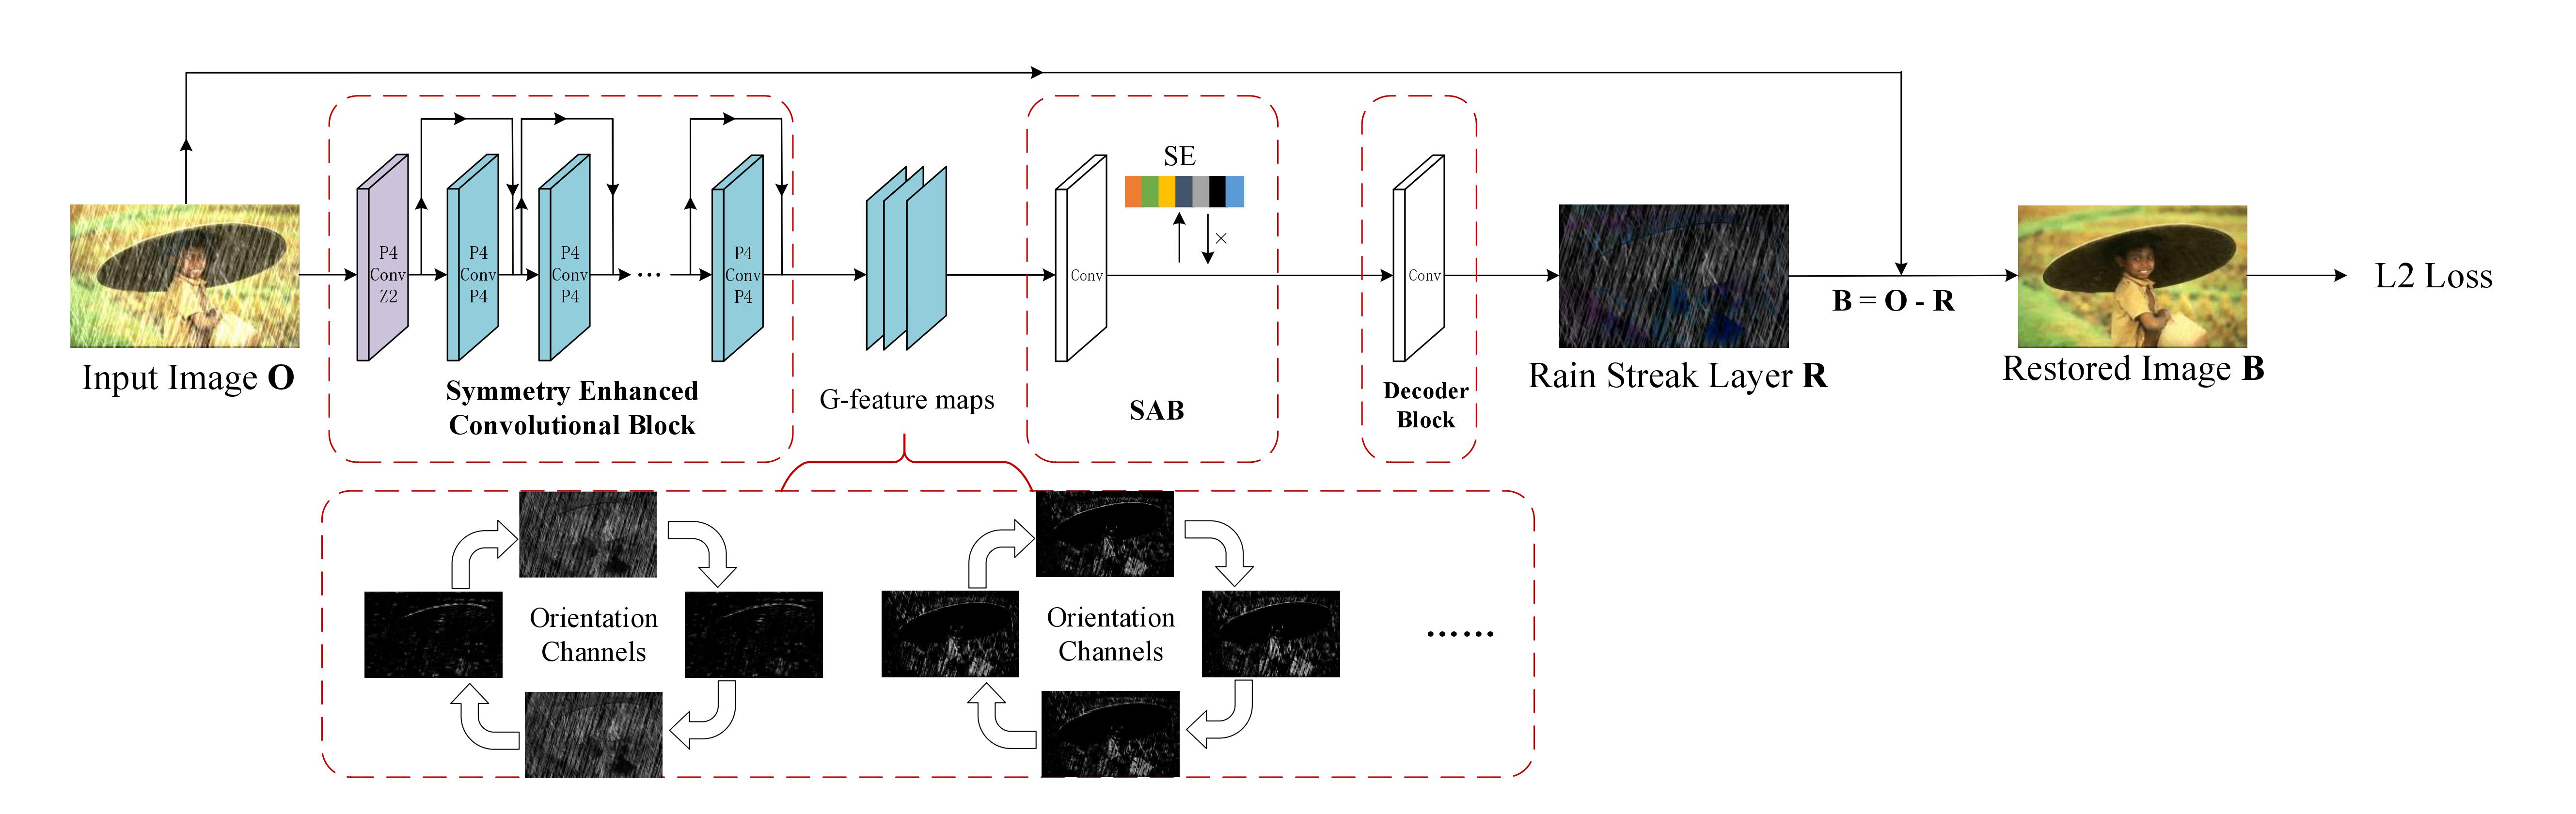 SE
×
P4
Conv
Z2
P4
Conv
P4
P4
Conv
P4
...
P4
Conv
P4
Conv
Conv
Input Image O
Symmetry Enhanced
Convolutional Block
G-feature maps
SAB
Decoder
Block
Rain Streak Layer R
B = O - R
Restored Image B
L2 Loss
Orientation
Channels
Orientation
Channels
......